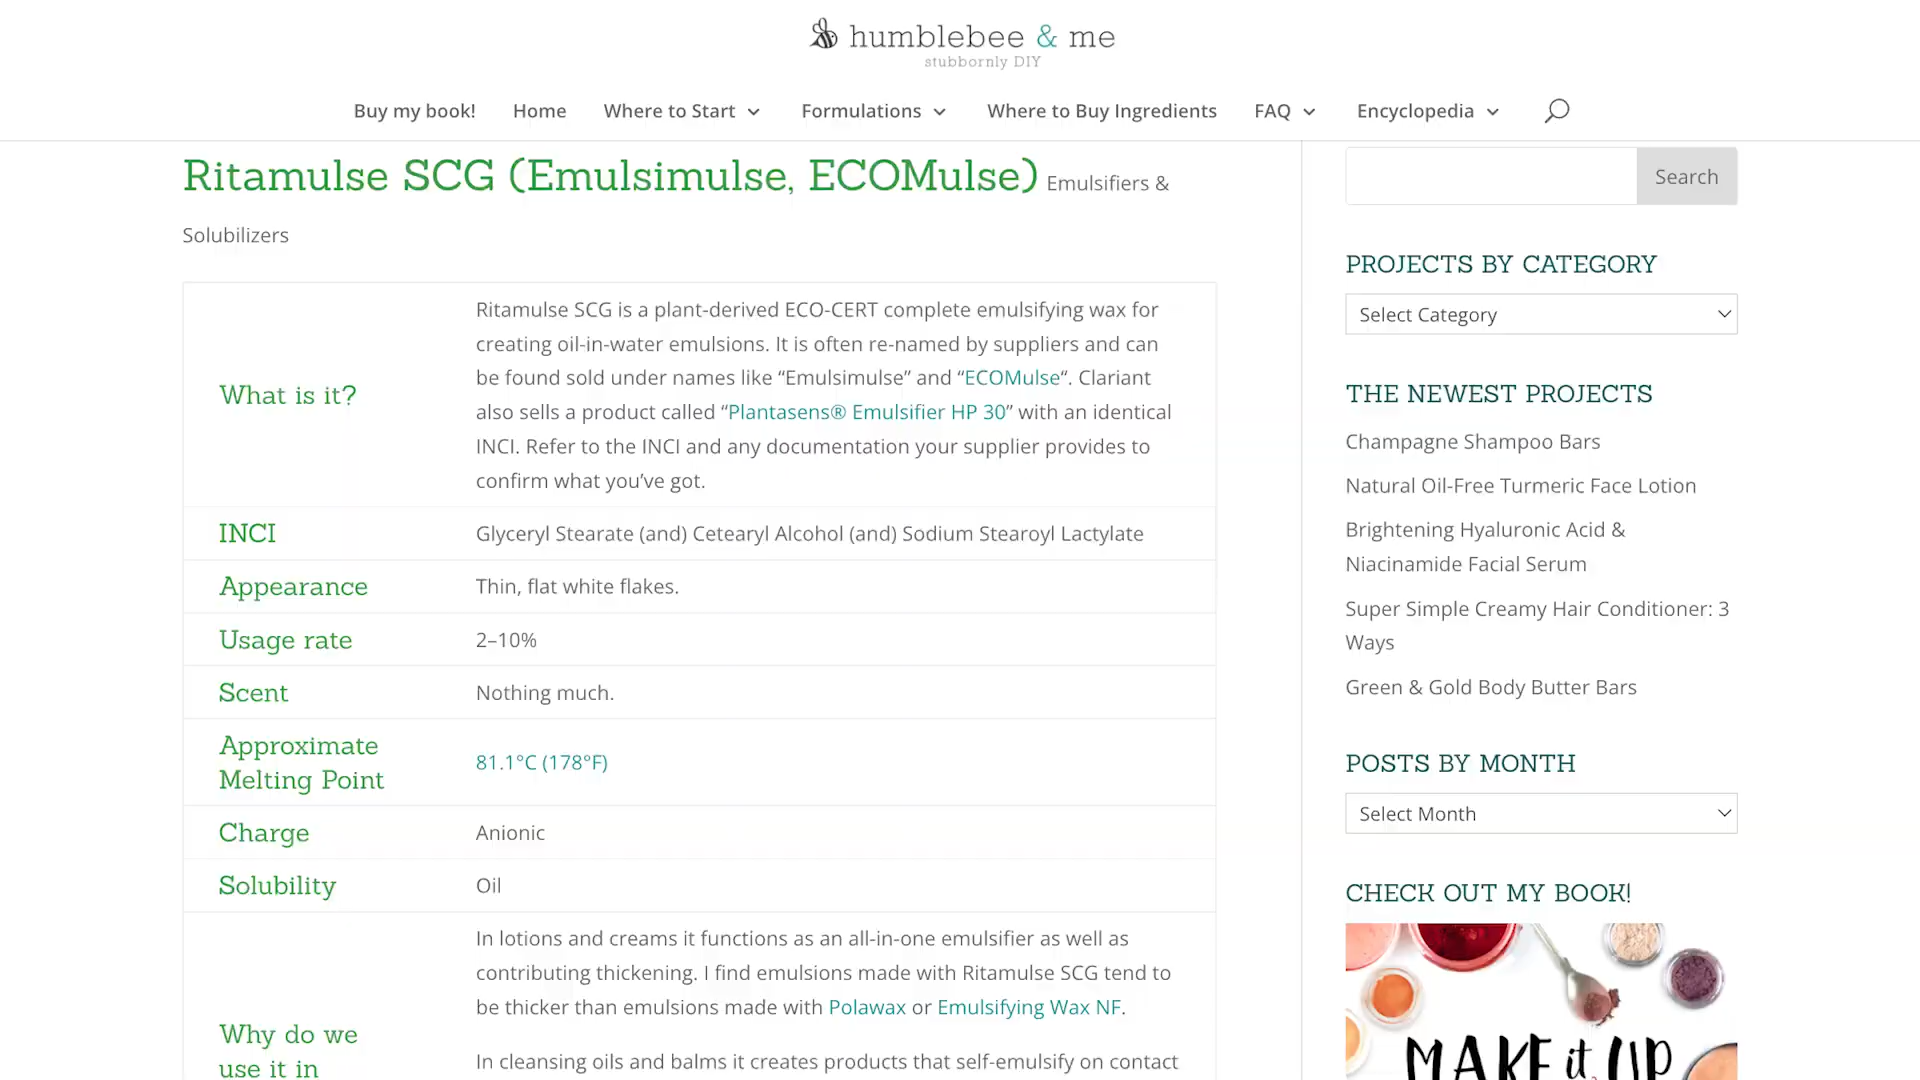 humblebee & me
stubbornly DIY
Buy my book!
Home
Where to Start
Formulations
Where to Buy Ingredients
FAQ
Encyclopedia
Ritamulse SCG (Emulsimulse, ECOMulse) Emulsifiers &
Solubilizers
What is it?
Ritamulse SCG is a plant-derived ECO-CERT complete emulsifying wax for
creating oil-in-water emulsions. It is often re-named by suppliers and can
be found sold under names like “Emulsimulse” and “ECOMulse“. Clariant
also sells a product called “Plantasens® Emulsifier HP 30” with an identical
INCI. Refer to the INCI and any documentation your supplier provides to
confirm what you’ve got.
INCI
Glyceryl Stearate (and) Cetearyl Alcohol (and) Sodium Stearoyl Lactylate
Appearance
Thin, flat white flakes.
Usage rate
2–10%
Scent
Nothing much.
Approximate
Melting Point
81.1°C (178°F)
Charge
Anionic
Solubility
Oil
Why do we
use it in
In lotions and creams it functions as an all-in-one emulsifier as well as
contributing thickening. I find emulsions made with Ritamulse SCG tend to
be thicker than emulsions made with Polawax or Emulsifying Wax NF.
In cleansing oils and balms it creates products that self-emulsify on contact
Search
PROJECTS BY CATEGORY
Select Category
THE NEWEST PROJECTS
Champagne Shampoo Bars
Natural Oil-Free Turmeric Face Lotion
Brightening Hyaluronic Acid &
Niacinamide Facial Serum
Super Simple Creamy Hair Conditioner: 3
Ways
Green & Gold Body Butter Bars
POSTS BY MONTH
Select Month
CHECK OUT MY BOOK!
MAKE it UP